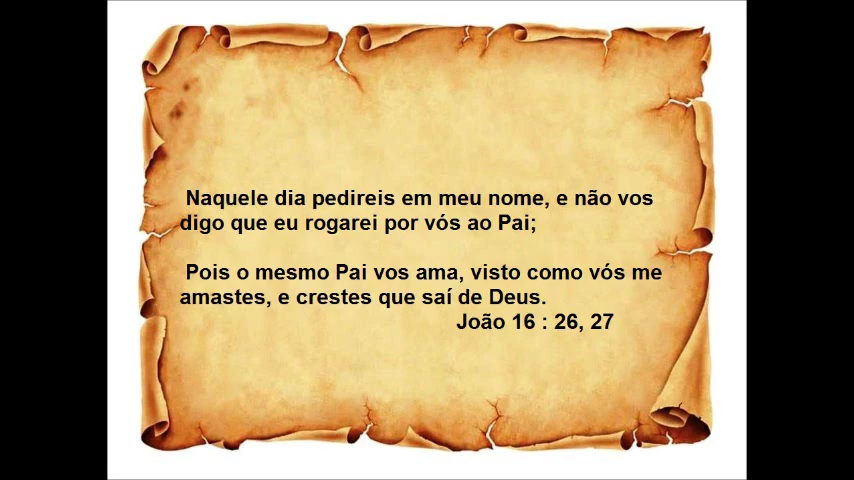 Naquele dia pedireis em meu nome, e não vos
digo que eu rogarei por vós ao Pai;
Pois o mesmo Pai vos ama, visto como vós me
amastes, e crestes que saí de Deus.
João 16 : 26, 27